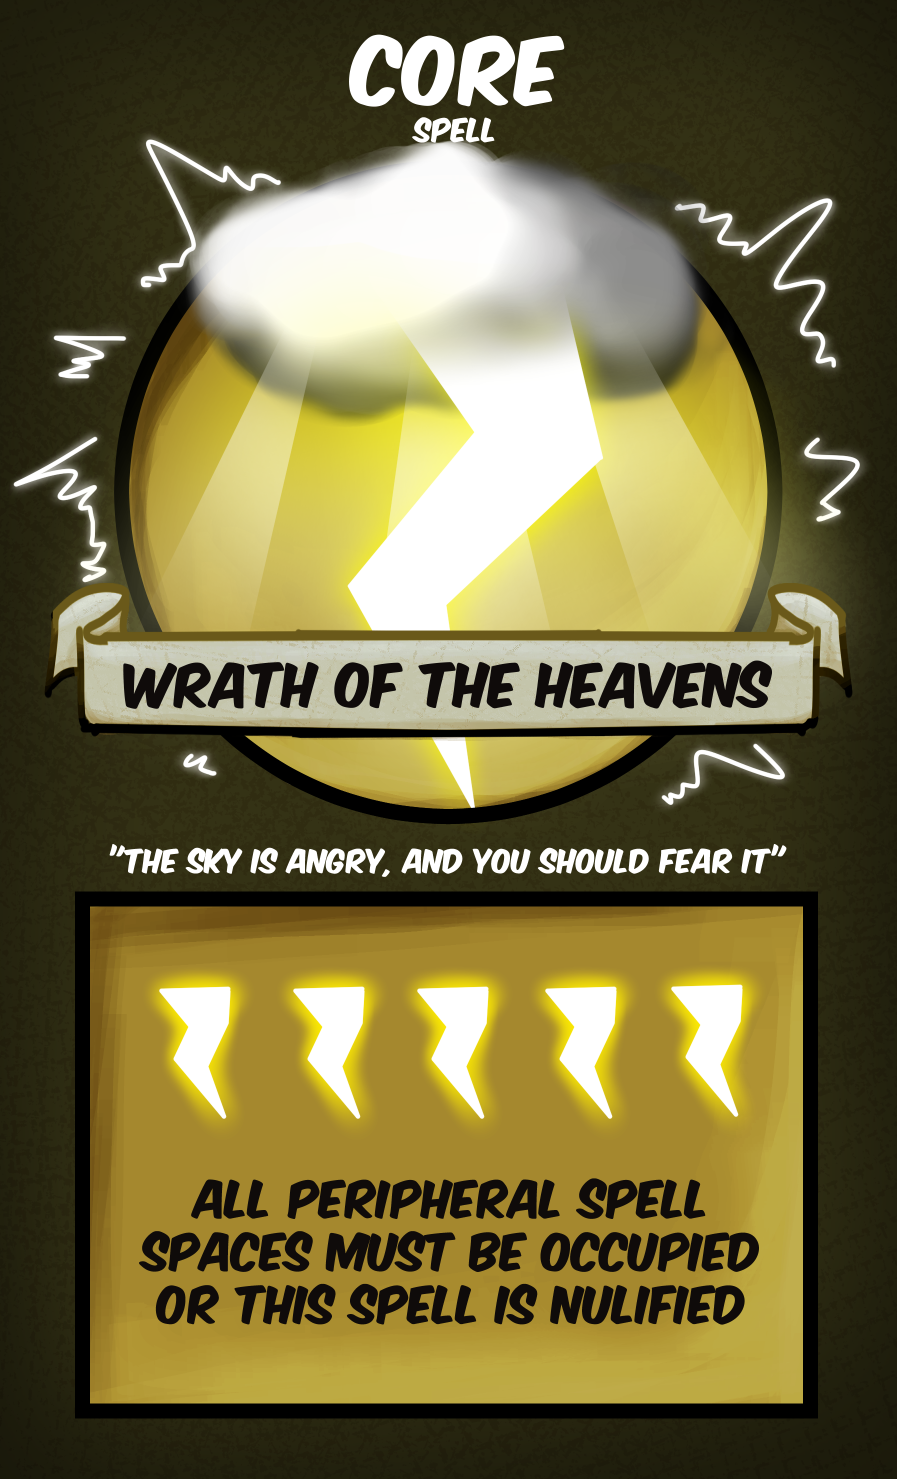 CORE
SPELL
WRATH OF THE HEAVENS
"THE SKY IS ANGRY, AND YOU SHOULD FEAR IT"
ALL PERIPHERAL SPELL
SPACES MUST BE OCCUPIED
OR THIS SPELL IS NULIFIED